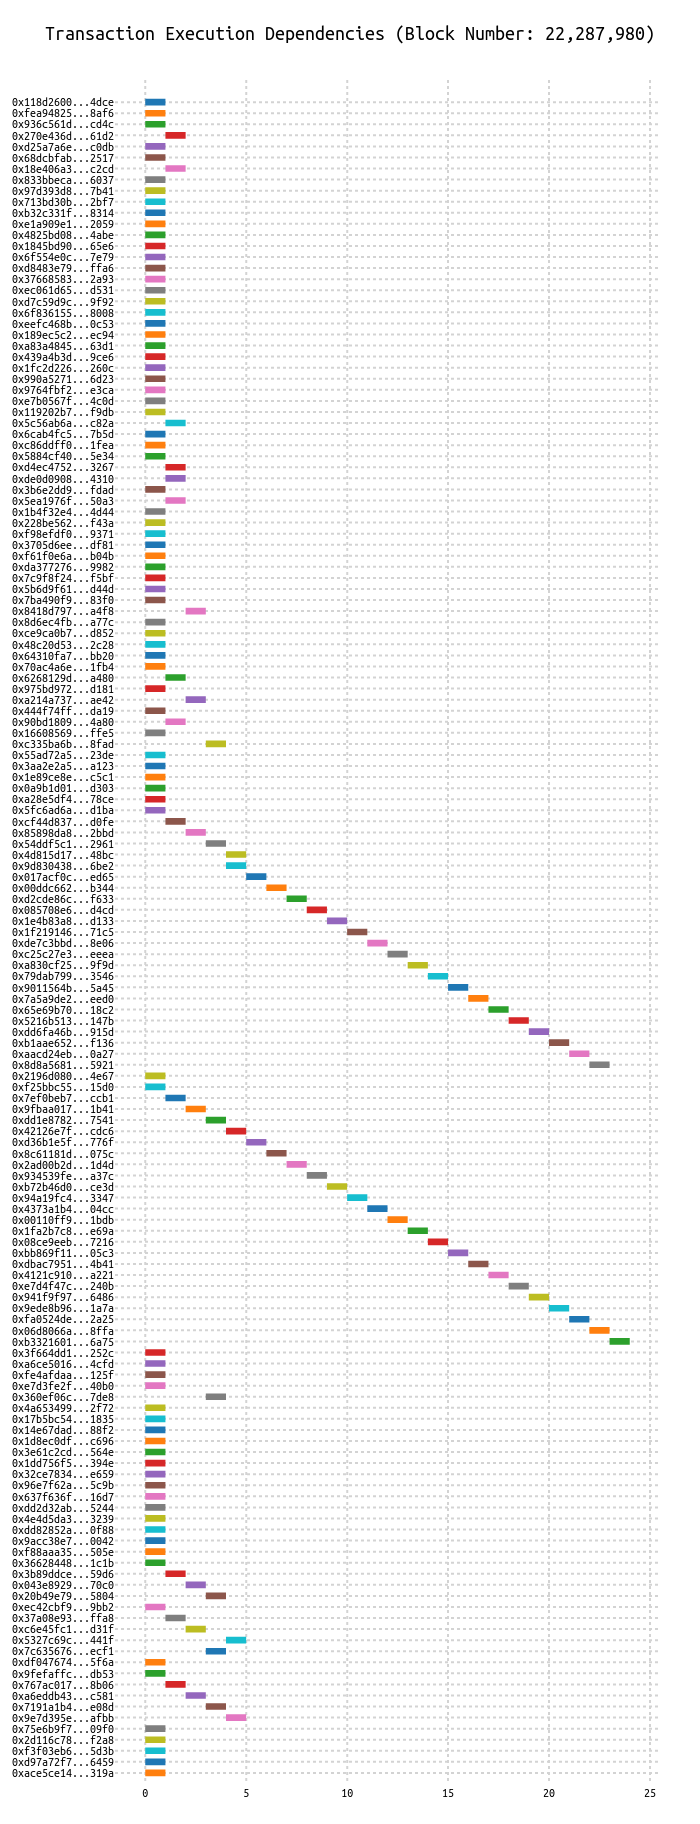 Transaction Execution Dependencies (Block Number: 22,287,980)
0x118d2600...4dce
0xfea94825...8af6
0x936c561d...cd4c
0x270e436d...61d2
0xd25a7a6e...c0db
0x68dcbfab...2517
0x18e406a3...c2cd
0x833bbeca...6037
0x97d393d8...7b41
0x713bd30b...2bf7
0xb32c331f...8314
0xe1a909e1...2059
0x4825bd08...4abe
0x1845bd90...65e6
0x6f554e0c...7e79
0xd8483e79...ffa6
0x37668583...2a93
0xec061d65...d531
0xd7c59d9c...9f92
0x6f836155...8008
0xeefc468b...0c53
0x189ec5c2...ec94
0xa83a4845...63d1
0x439a4b3d...9ce6
0x1fc2d226...260c
0x990a5271...6d23
0x9764fbf2...e3ca
0xe7b0567f...4c0d
0x119202b7...f9db
0x5c56ab6a...c82a
0x6cab4fc5...7b5d
0xc86ddff0...1fea
0x5884cf40...5e34
0xd4ec4752...3267
0xde0d0908...4310
0x3b6e2dd9...fdad
0x5ea1976f...50a3
0x1b4f32e4...4d44
0x228be562...f43a
0xf98efdf0...9371
0x3705d6ee...df81
0xf61f0e6a...b04b
0xda377276...9982
0x7c9f8f24...f5bf
0x5b6d9f61...d44d
0x7ba490f9...83f0
0x8418d797...a4f8
0x8d6ec4fb...a77c
0xce9ca0b7...d852
0x48c20d53...2c28
0x64310fa7...bb20
0x70ac4a6e...1fb4
0x6268129d...a480
0x975bd972...d181
0xa214a737...ae42
0x444f74ff...da19
0x90bd1809...4a80
0x16608569...ffe5
0xc335ba6b...8fad
0x55ad72a5...23de
0x3aa2e2a5...a123
0x1e89ce8e...c5c1
0x0a9b1d01...d303
0xa28e5df4...78ce
0x5fc6ad6a...d1ba
0xcf44d837...d0fe
0x85898da8...2bbd
0x54ddf5c1...2961
0x4d815d17...48bc
0x9d830438...6be2
0x017acf0c...ed65
0x00ddc662...b344
0xd2cde86c...f633
0x085708e6...d4cd
0x1e4b83a8...d133
0x1f219146...71c5
0xde7c3bbd...8e06
0xc25c27e3...eeea
0xa830cf25...9f9d
0x79dab799...3546
0x9011564b...5a45
0x7a5a9de2...eed0
0x65e69b70...18c2
0x5216b513...147b
0xdd6fa46b...915d
0xb1aae652...f136
0xaacd24eb...0a27
0x8d8a5681...5921
0x2196d080...4e67
0xf25bbc55...15d0
0x7ef0beb7...ccb1
0x9fbaa017...1b41
0xdd1e8782...7541
0x42126e7f...cdc6
0xd36b1e5f...776f
0x8c61181d...075c
0x2ad00b2d...1d4d
0x934539fe...a37c
0xb72b46d0...ce3d
0x94a19fc4...3347
0x4373a1b4...04cc
0x00110ff9...1bdb
0x1fa2b7c8...e69a
0x08ce9eeb...7216
0xbb869f11...05c3
0xdbac7951...4b41
0x4121c910...a221
0xe7d4f47c...240b
0x941f9f97...6486
0x9ede8b96...1a7a
0xfa0524de...2a25
0x06d8066a...8ffa
0xb3321601...6a75
0x3f664dd1...252c
0xa6ce5016...4cfd
0xfe4afdaa...125f
0xe7d3fe2f...40b0
0x360ef06c...7de8
0x4a653499...2f72
0x17b5bc54...1835
0x14e67dad...88f2
0x1d8ec0df...c696
0x3e61c2cd...564e
0x1dd756f5...394e
0x32ce7834...e659
0x96e7f62a...5c9b
0x637f636f...16d7
0xdd2d32ab...5244
0x4e4d5da3...3239
0xdd82852a...0f88
0x9acc38e7...0042
0xf88aaa35...505e
0x36628448...1c1b
0x3b89ddce...59d6
0x043e8929...70c0
0x20b49e79...5804
0xec42cbf9...9bb2
0x37a08e93...ffa8
0xc6e45fc1...d31f
0x5327c69c...441f
0x7c635676...ecf1
0xdf047674...5f6a
0x9fefaffc...db53
0x767ac017...8b06
0xa6eddb43...c581
0x7191a1b4...e08d
0x9e7d395e...afbb
0x75e6b9f7...09f0
0x2d116c78...f2a8
0xf3f03eb6...5d3b
0xd97a72f7...6459
0xace5ce14...319a
0 5 10 15 20 25